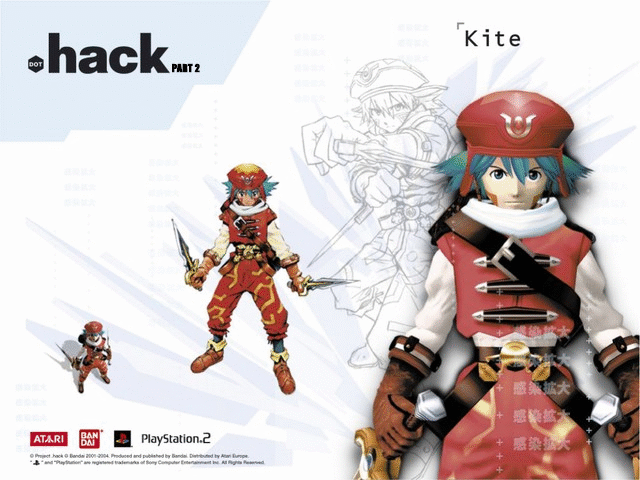 DOT .hack PART 2
Kite
感染拡大
感染拡大
感染拡大
感染拡大
ATARI BAN DAI PlayStation.2
© Project .hack © Bandai 2001-2004. Produced and published by Bandai. Distributed by Atari Europe.
" " and "PlayStation" are registered trademarks of Sony Computer Entertainment Inc. All Rights Reserved.